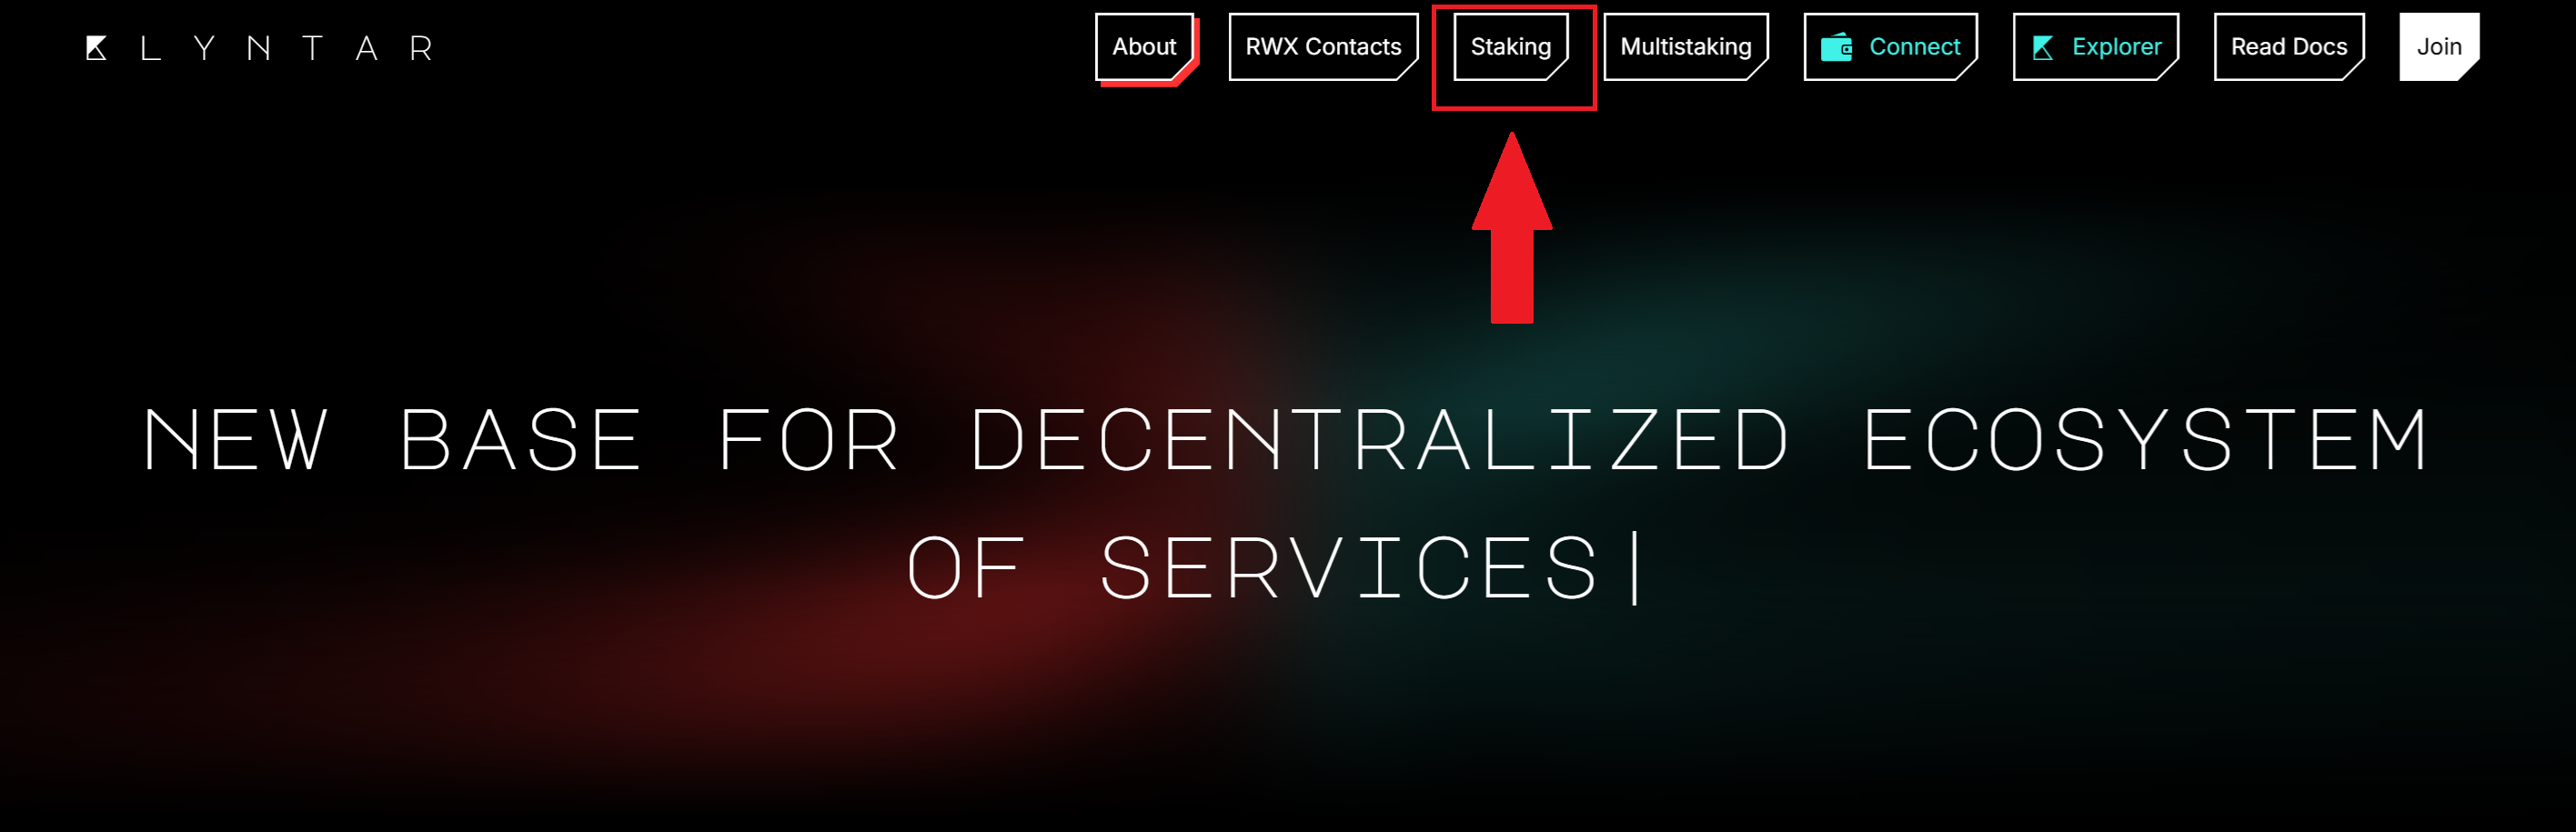 KLYNTAR
About
RWX Contacts
Staking
Multistaking
Connect
Explorer
Read Docs
Join
NEW BASE FOR DECENTRALIZED ECOSYSTEM
OF SERVICES|